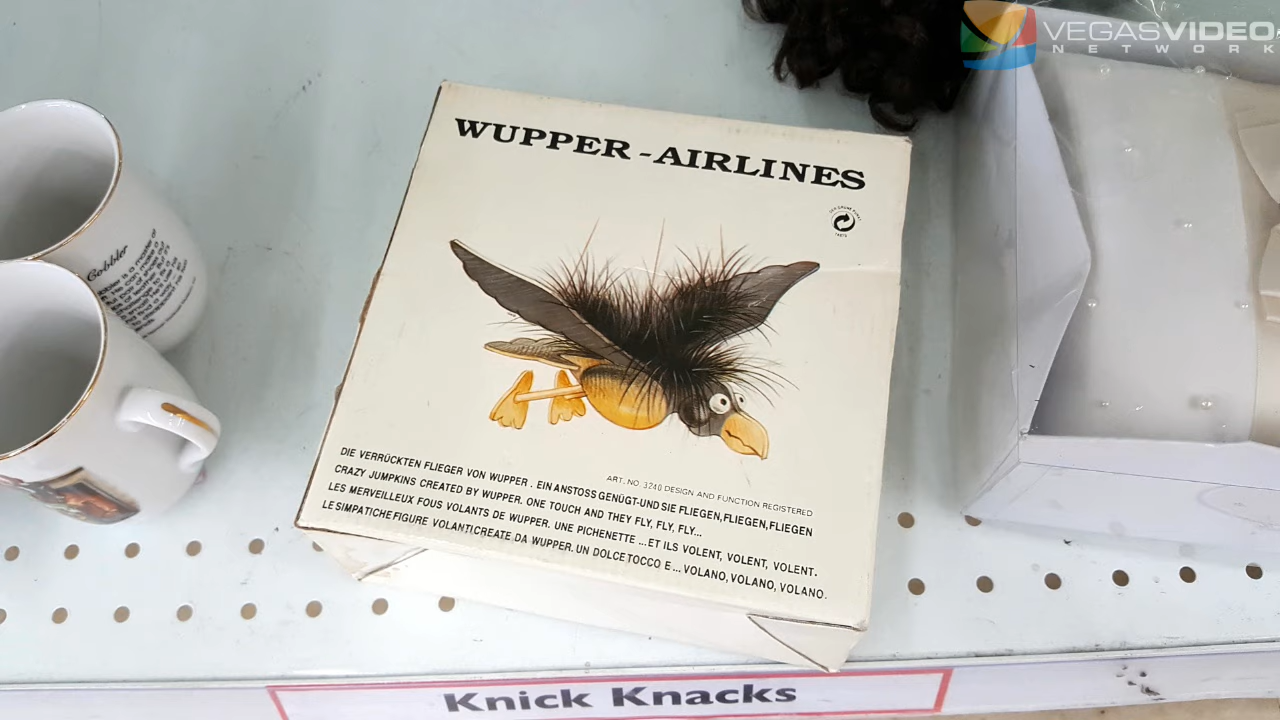 VEGASVIDEO
NETWORK
WUPPER-AIRLINES
Cobbler
ART. NO. 3240 DESIGN AND FUNCTION REGISTERED
DIE VERRÜCKTEN FLIEGER VON WUPPER. EIN ANSTOSS GENÜGT-UND SIE FLIEGEN,FLIEGEN,FLIEGEN
CRAZY JUMPKINS CREATED BY WUPPER. ONE TOUCH AND THEY FLY, FLY, FLY...
LES MERVEILLEUX FOUS VOLANTS DE WUPPER. UNE PICHENETTE ...ET ILS VOLENT, VOLENT, VOLENT.
LE SIMPATICHE FIGURE VOLANTI CREATE DA WUPPER. UN DOLCE TOCCO E... VOLANO, VOLANO, VOLANO.
Knick Knacks